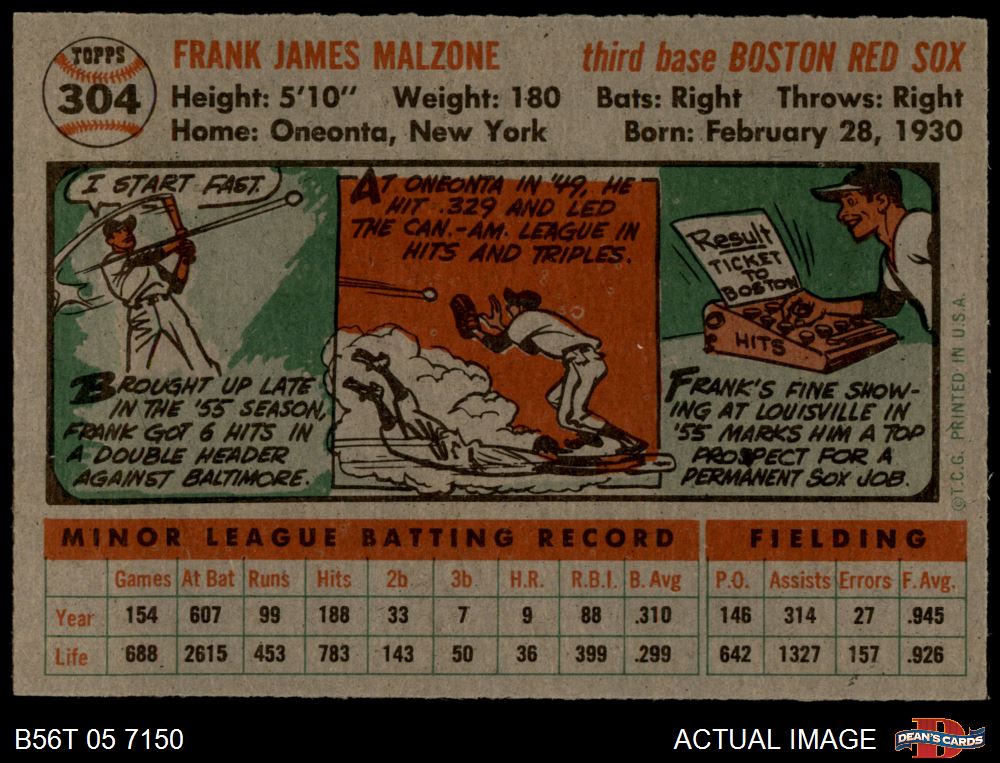 TOPPS
304
FRANK JAMES MALZONE third base BOSTON RED SOX
Height: 5'10" Weight: 180 Bats: Right Throws: Right
Home: Oneonta, New York Born: February 28, 1930
I START FAST.
BROUGHT UP LATE
IN THE '55 SEASON,
FRANK GOT 6 HITS IN
A DOUBLE HEADER
AGAINST BALTIMORE.
AT ONEONTA IN '49, HE
HIT .329 AND LED
THE CAN.-AM. LEAGUE IN
HITS AND TRIPLES.
Result
TICKET
TO
BOSTON
HITS
FRANK'S FINE SHOW-
ING AT LOUISVILLE IN
'55 MARKS HIM A TOP
PROSPECT FOR A
PERMANENT SOX JOB.
©T.C.G. PRINTED IN U.S.A.
MINOR LEAGUE BATTING RECORD FIELDING
Games At Bat Runs Hits 2b 3b H.R. R.B.I. B. Avg P.O. Assists Errors F. Avg.
Year 154 607 99 188 33 7 9 88 .310 146 314 27 .945
Life 688 2615 453 783 143 50 36 399 .299 642 1327 157 .926
B56T 05 7150 ACTUAL IMAGE DEAN'S CARDS